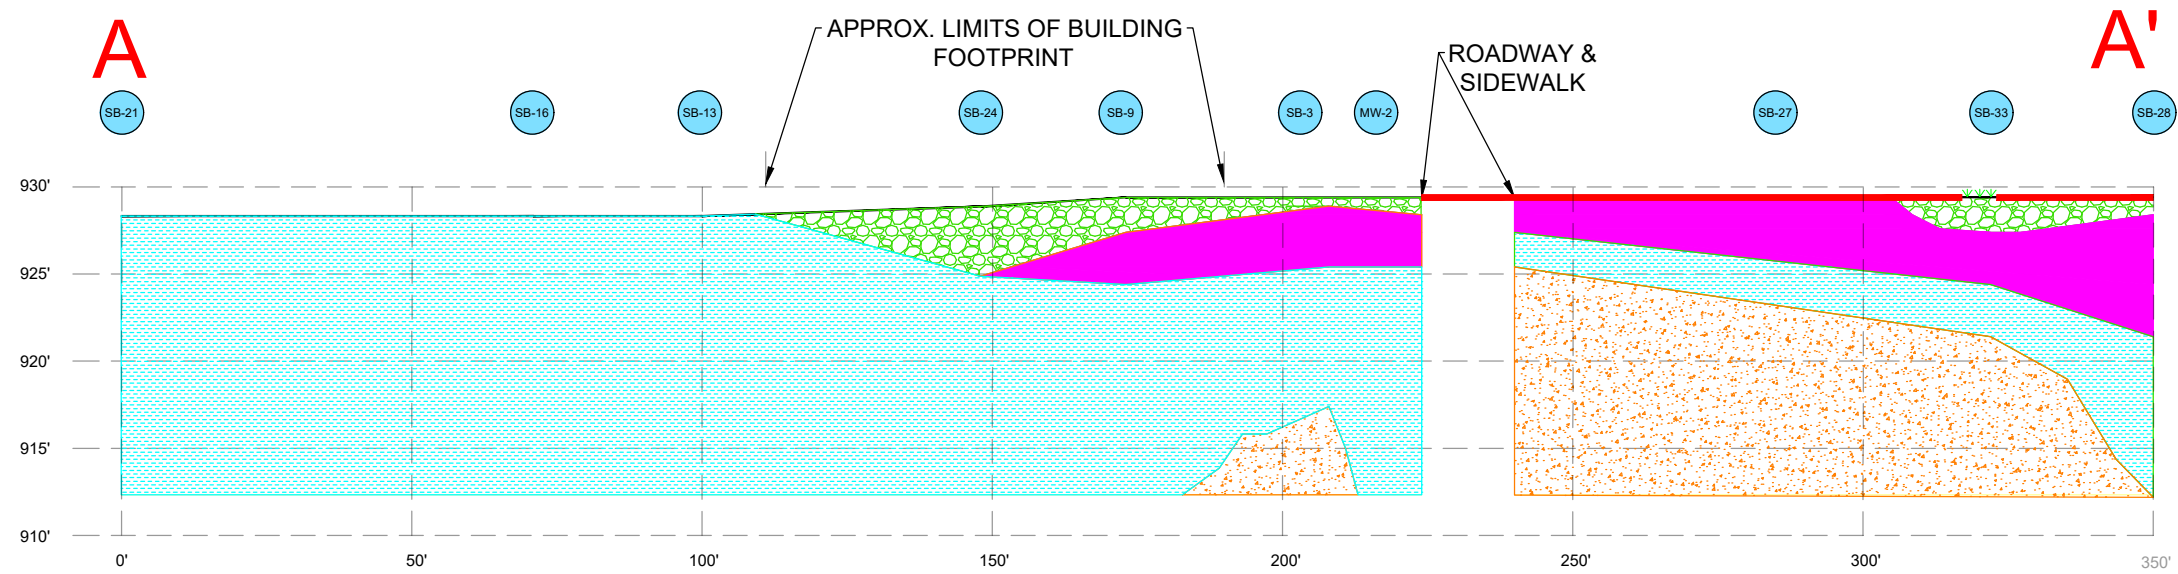 A
APPROX. LIMITS OF BUILDING
FOOTPRINT
ROADWAY &
SIDEWALK
A'
SB-21
SB-16
SB-13
SB-24
SB-9
SB-3
MW-2
SB-27
SB-33
SB-28
930'
925'
920'
915'
910'
0'
50'
100'
150'
200'
250'
300'
350'